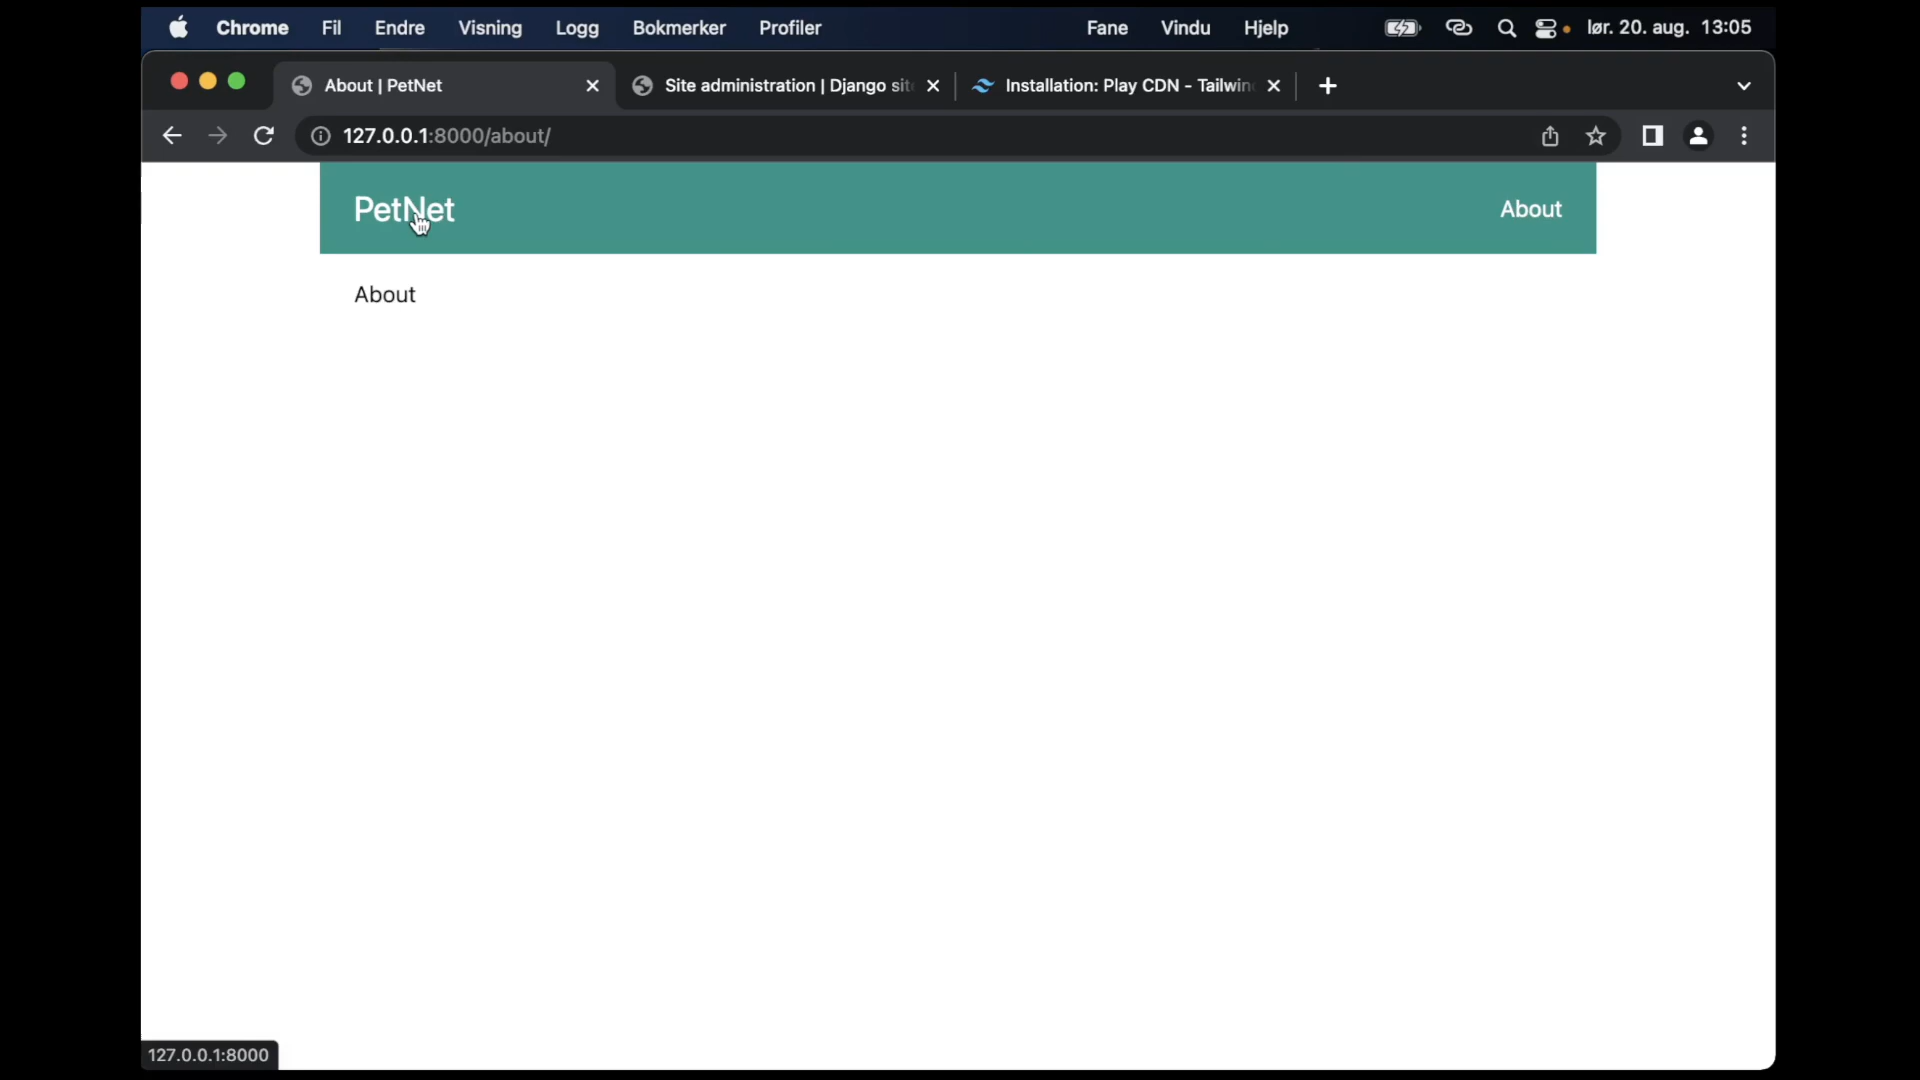 Chrome Fil Endre Visning Logg Bokmerker Profiler Fane Vindu Hjelp lør. 20. aug. 13:05
About | PetNet Site administration | Django sit Installation: Play CDN - Tailwin
127.0.0.1:8000/about/
PetNet About
About
127.0.0.1:8000